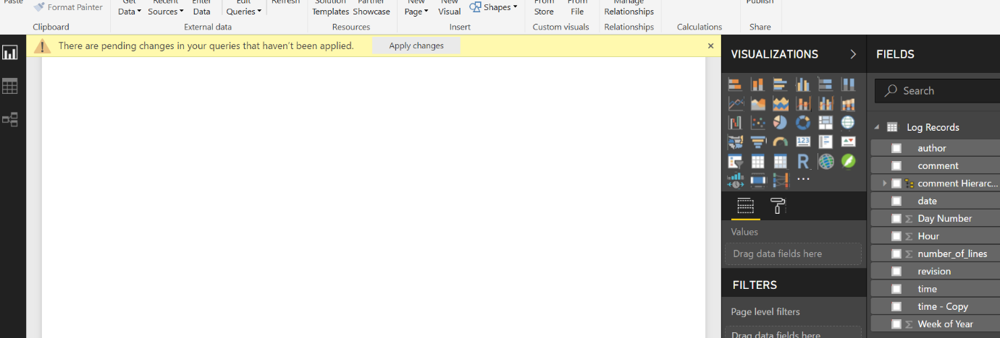 Paste
Format Painter
Get Data
Recent Sources
Enter Data
Edit Queries
Refresh
Solution Templates
Partner Showcase
New Page
New Visual
Shapes
From Store
From File
Manage Relationships
Publish
Clipboard
External data
Resources
Insert
Custom visuals
Relationships
Calculations
Share
There are pending changes in your queries that haven't been applied.
Apply changes
VISUALIZATIONS
123
R
Values
Drag data fields here
FILTERS
Page level filters
Drag data fields here
FIELDS
Search
Log Records
author
comment
comment Hierarc...
date
Day Number
Hour
number_of_lines
revision
time
time - Copy
Week of Year